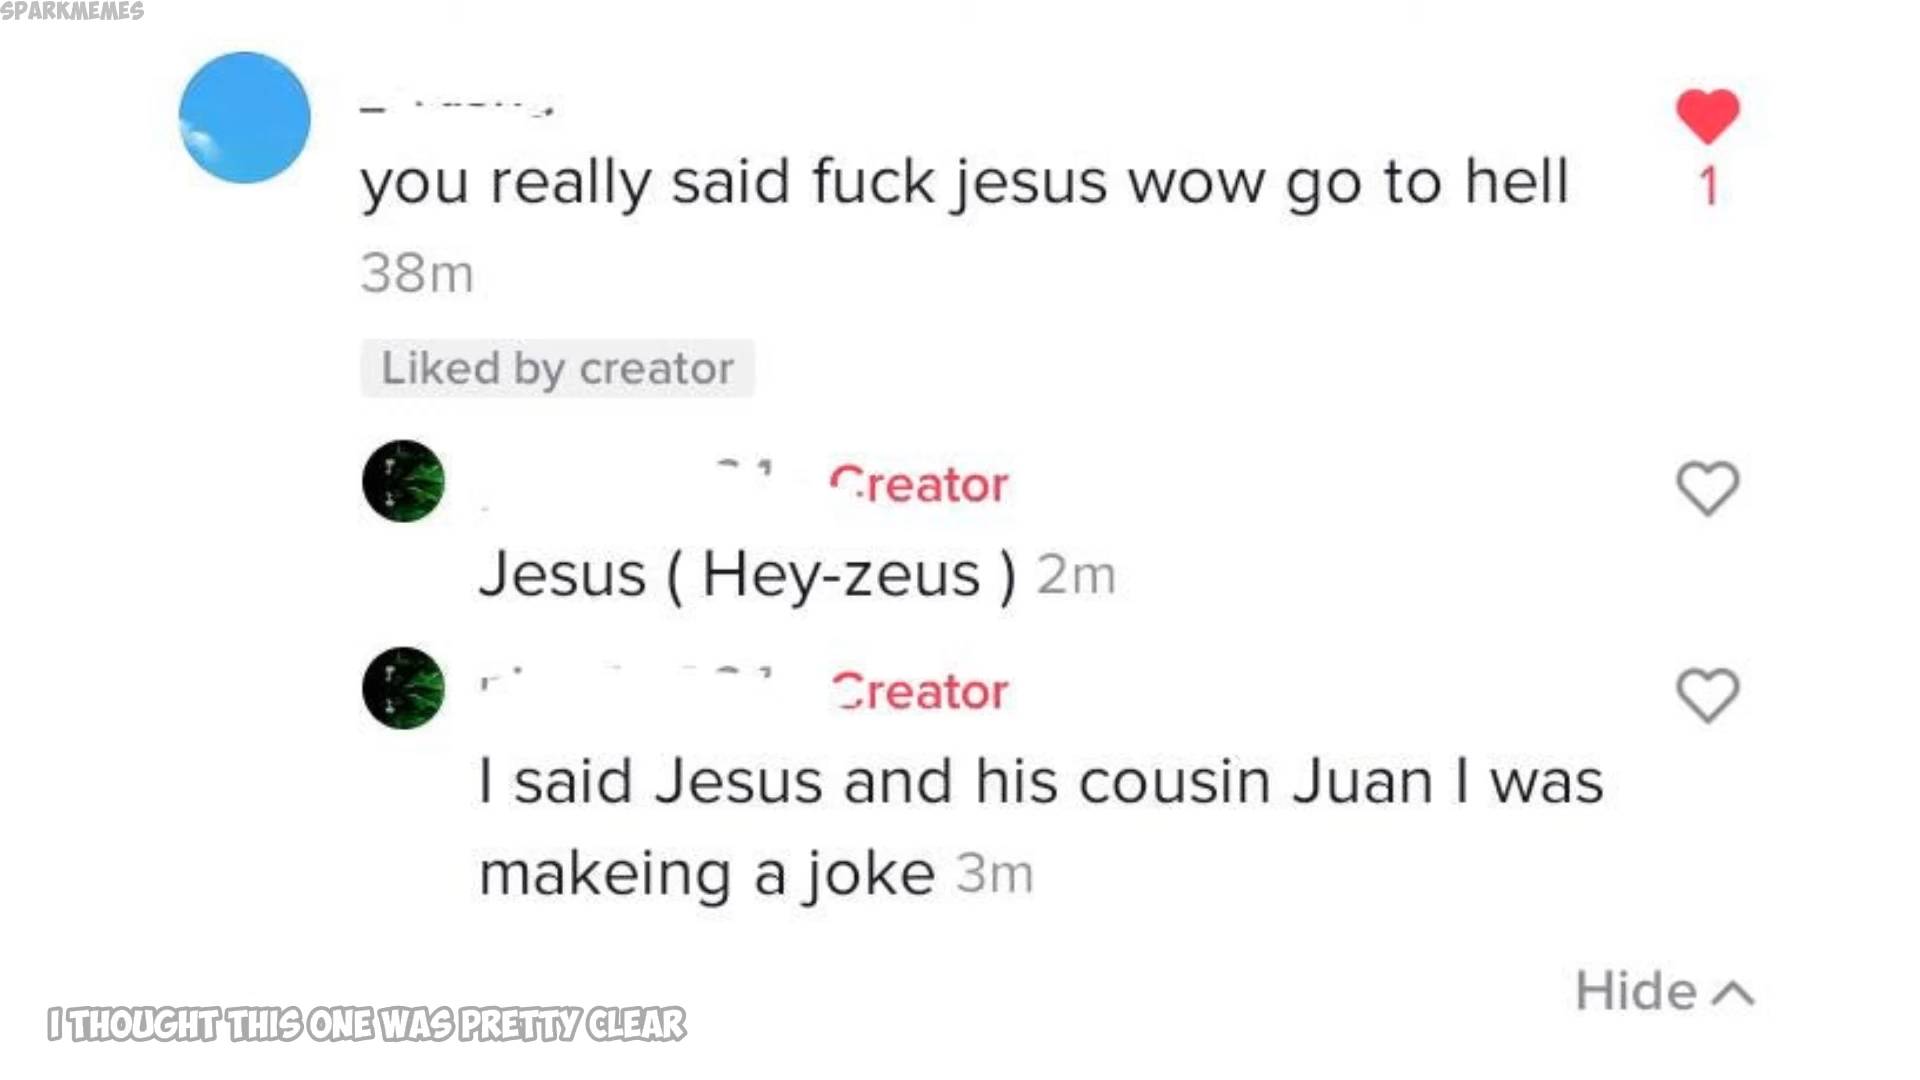 SPARKMEMES
you really said fuck jesus wow go to hell
1
38m
Liked by creator
Creator
Jesus ( Hey-zeus ) 2m
Creator
I said Jesus and his cousin Juan I was
makeing a joke 3m
Hide
I THOUGHT THIS ONE WAS PRETTY CLEAR